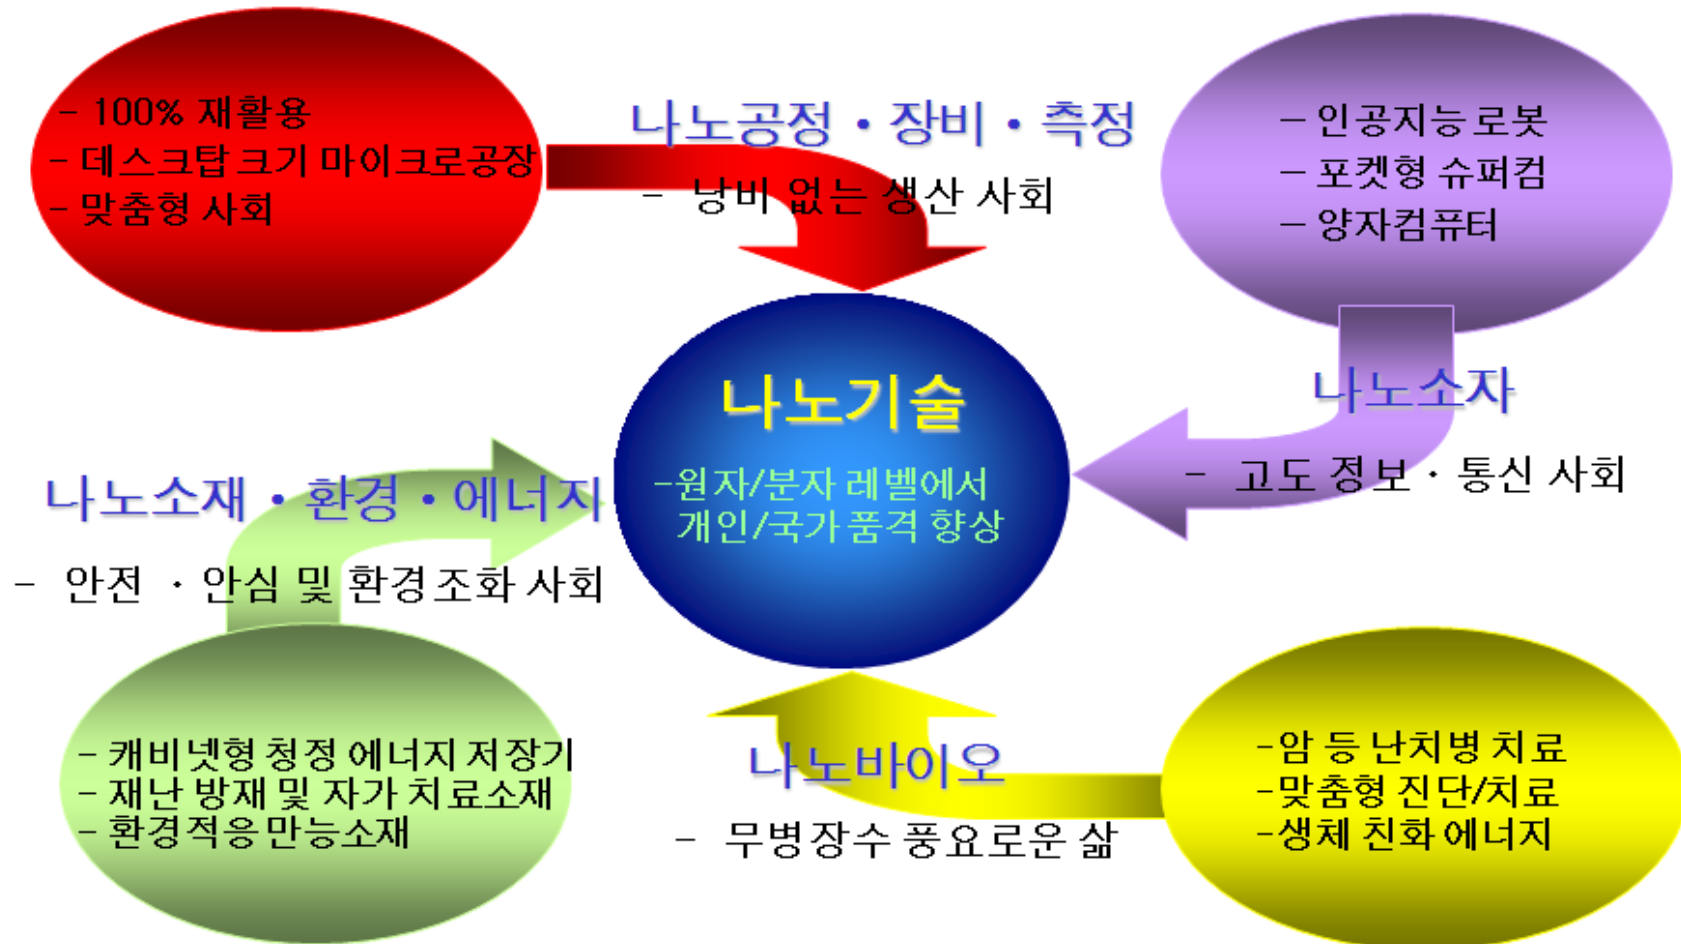 - 100% 재활용
- 데스크탑 크기 마이크로공장
- 맞춤형 사회
나노공정 · 장비 · 측정
- 낭비 없는 생산 사회
- 인공지능 로봇
- 포켓형 슈퍼컴
- 양자컴퓨터
나노소자
- 고도 정보 · 통신 사회
나노기술
-원자/분자 레벨에서
개인/국가 품격 향상
나노소재 · 환경 · 에너지
- 안전 · 안심 및 환경조화 사회
- 캐비넷형 청정 에너지 저장기
- 재난 방재 및 자가 치료소재
- 환경적응 만능소재
나노바이오
- 무병장수 풍요로운 삶
-암 등 난치병 치료
-맞춤형 진단/치료
-생체 친화 에너지